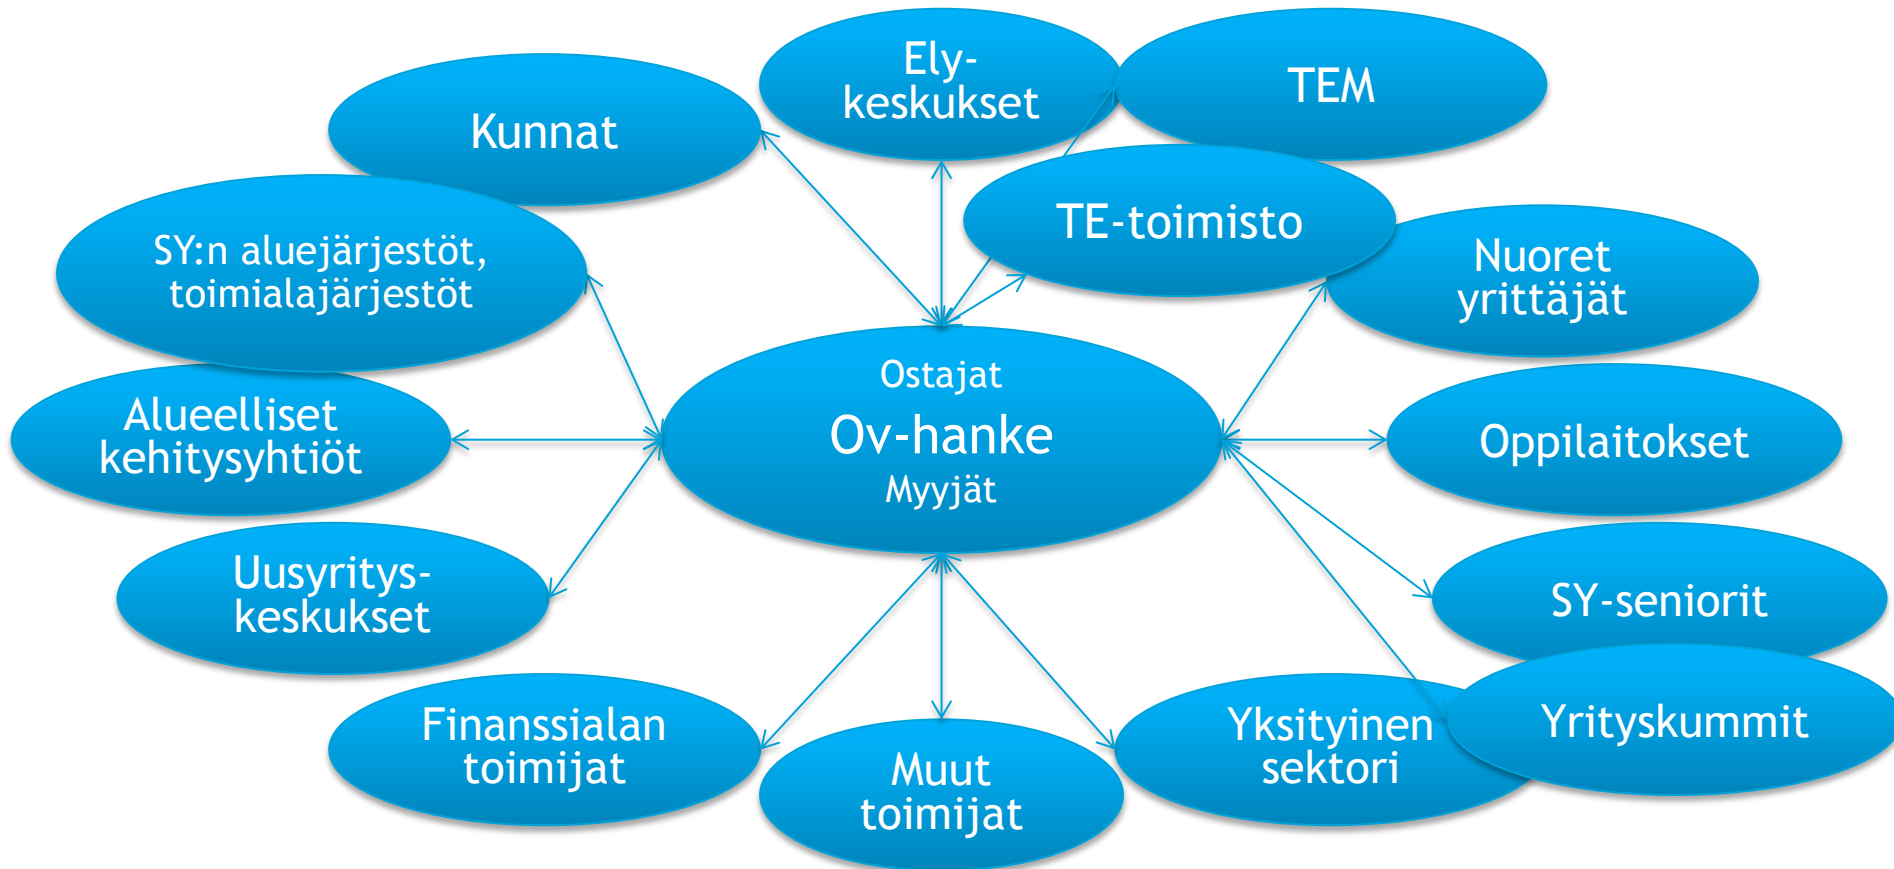 Ely-
keskukset
TEM
Kunnat
TE-toimisto
SY:n aluejärjestöt,
toimialajärjestöt
Nuoret
yrittäjät
Ostajat
Ov-hanke
Myyjät
Alueelliset
kehitysyhtiöt
Oppilaitokset
Uusyritys-
keskukset
SY-seniorit
Finanssialan
toimijat
Muut
toimijat
Yksityinen
sektori
Yrityskummit